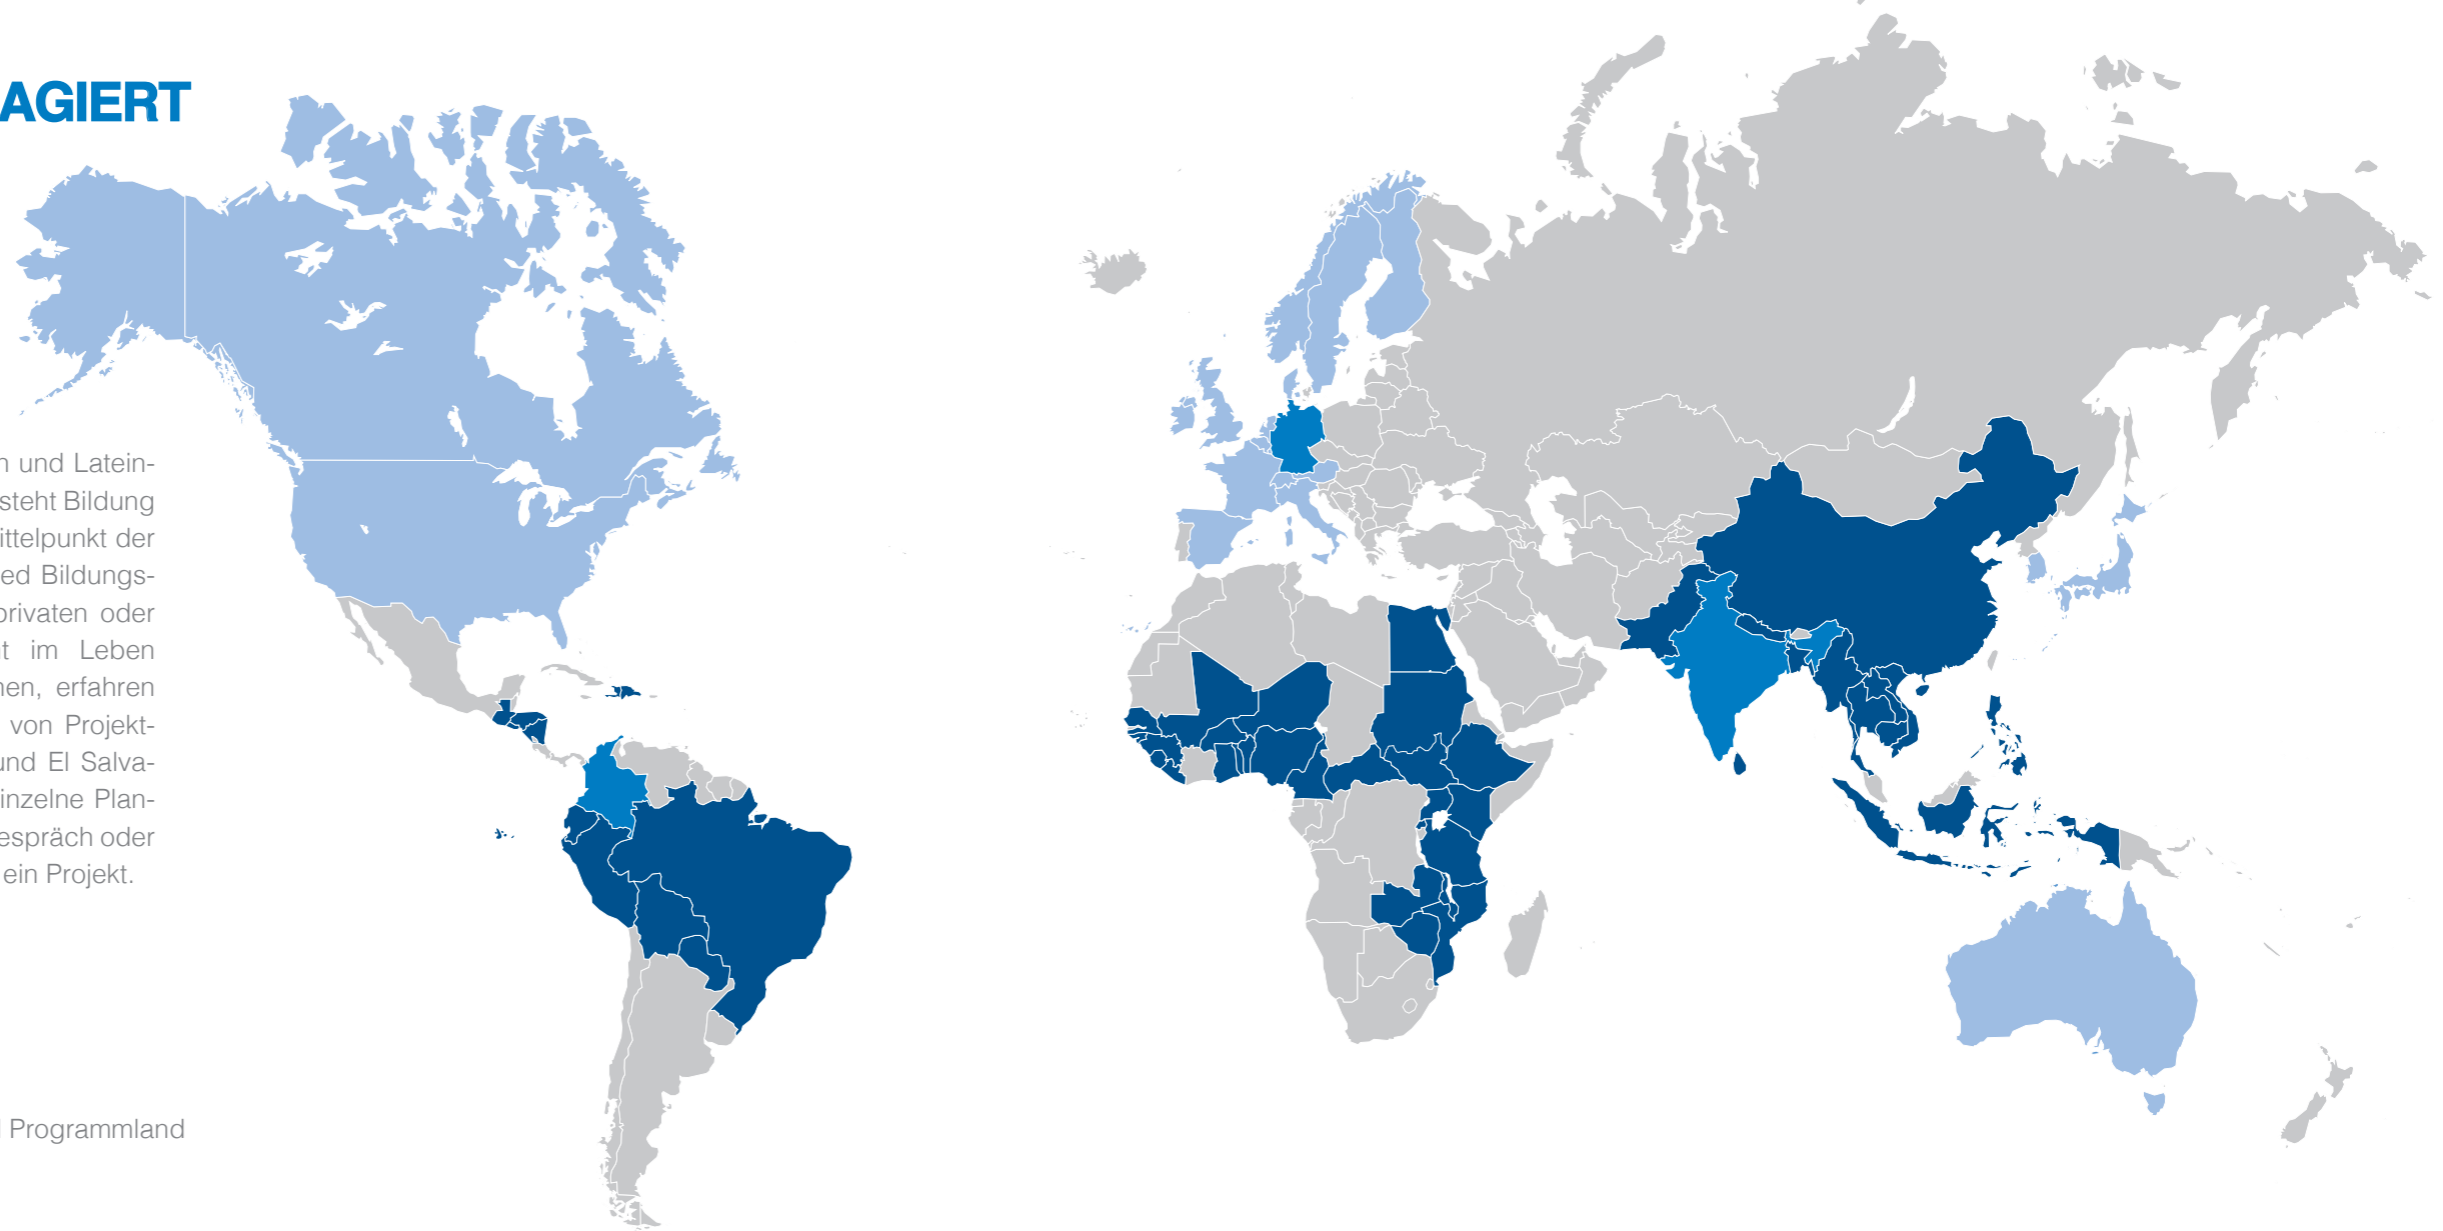 AGIERT
n und Latein-
steht Bildung
ittelpunkt der
ed Bildungs-
privaten oder
t im Leben
nen, erfahren
von Projekt-
und El Salva-
inzelne Plan-
espräch oder
ein Projekt.
Programmland